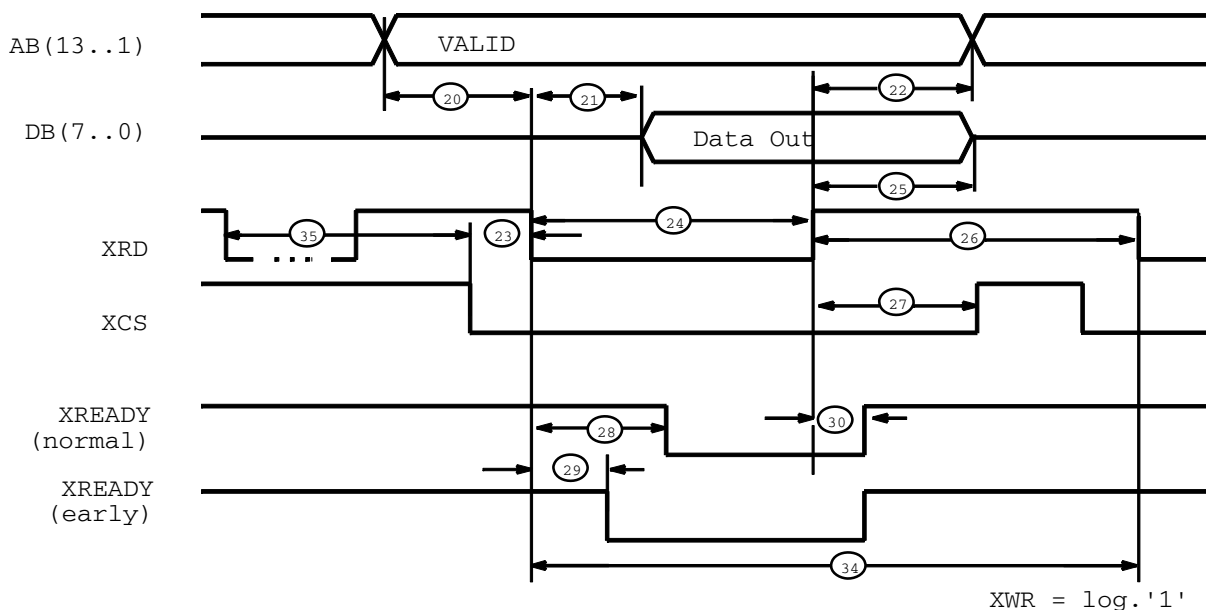 AB(13..1)
VALID
20
21
22
DB(7..0)
Data Out
25
24
35
23
26
XRD
27
XCS
XREADY
(normal)
28
30
29
XREADY
(early)
34
XWR = log.'1'